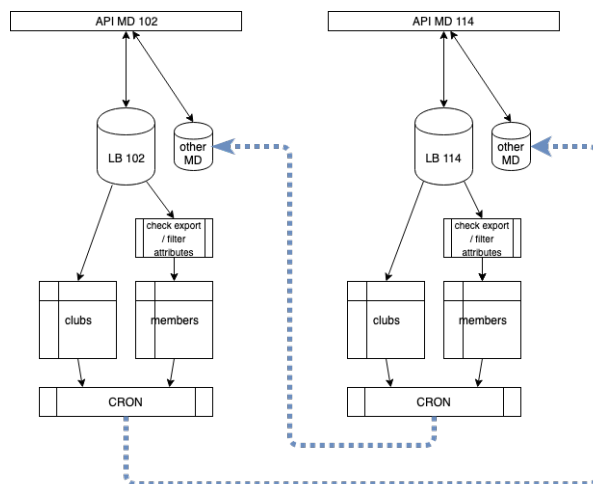 API MD 102
API MD 114
LB 102
other
MD
LB 114
other
MD
check export
/ filter
attributes
check export
/ filter
attributes
clubs
members
clubs
members
CRON
CRON